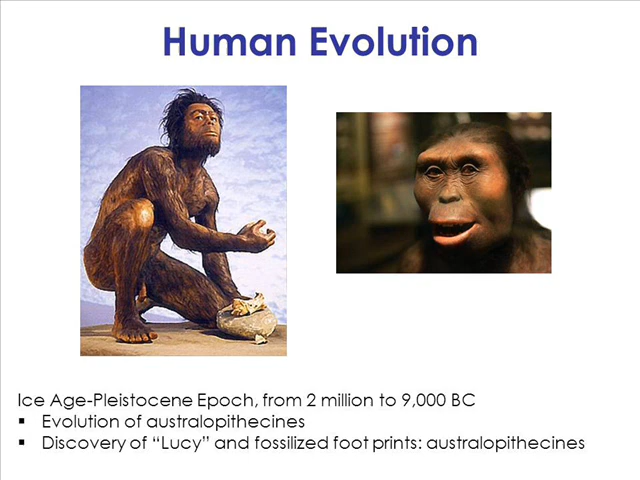 Human Evolution
Ice Age-Pleistocene Epoch, from 2 million to 9,000 BC
▪ Evolution of australopithecines
▪ Discovery of “Lucy” and fossilized foot prints: australopithecines